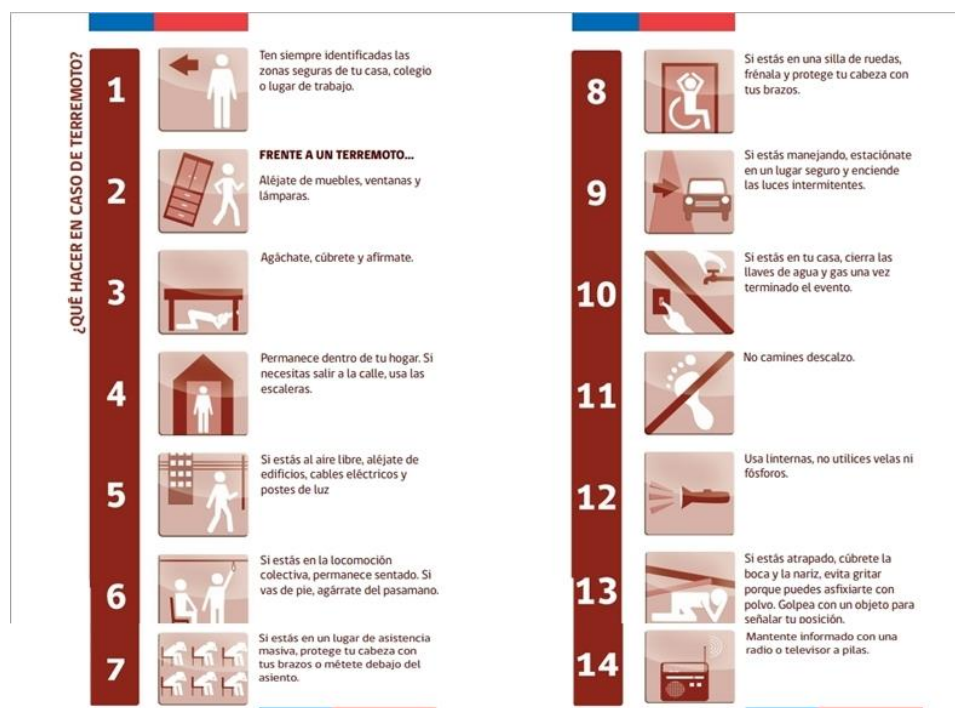 ¿QUÉ HACER EN CASO DE TERREMOTO?
1
Ten siempre identificadas las
zonas seguras de tu casa, colegio
o lugar de trabajo.
FRENTE A UN TERREMOTO...
2
Aléjate de muebles, ventanas y
lámparas.
3
Agáchate, cúbrete y afírmate.
4
Permanece dentro de tu hogar. Si
necesitas salir a la calle, usa las
escaleras.
5
Si estás al aire libre, aléjate de
edificios, cables eléctricos y
postes de luz
6
Si estás en la locomoción
colectiva, permanece sentado. Si
vas de pie, agárrate del pasamano.
7
Si estás en un lugar de asistencia
masiva, protege tu cabeza con
tus brazos o métete debajo del
asiento.
8
Si estás en una silla de ruedas,
frénala y protege tu cabeza con
tus brazos.
9
Si estás manejando, estaciónate
en un lugar seguro y enciende
las luces intermitentes.
10
Si estás en tu casa, cierra las
llaves de agua y gas una vez
terminado el evento.
11
No camines descalzo.
12
Usa linternas, no utilices velas ni
fósforos.
13
Si estás atrapado, cúbrete la
boca y la nariz, evita gritar
porque puedes asfixiarte con
polvo. Golpea con un objeto para
señalar tu posición.
14
Mantente informado con una
radio o televisor a pilas.